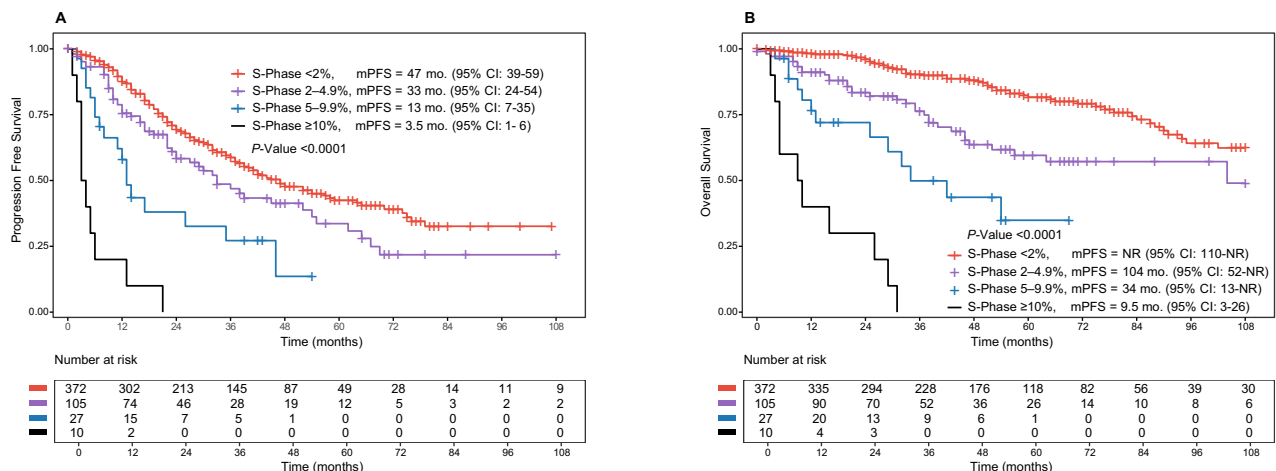 A
1.00
0.75
0.50
0.25
0.00
Progression Free Survival
S-Phase <2%, mPFS = 47 mo. (95% CI: 39-59)
S-Phase 2–4.9%, mPFS = 33 mo. (95% CI: 24-54)
S-Phase 5–9.9%, mPFS = 13 mo. (95% CI: 7-35)
S-Phase ≥10%, mPFS = 3.5 mo. (95% CI: 1- 6)
P-Value <0.0001
0 12 24 36 48 60 72 84 96 108
Time (months)
Number at risk
372 302 213 145 87 49 28 14 11 9
105 74 46 28 19 12 5 3 2 2
27 15 7 5 1 0 0 0 0 0
10 2 0 0 0 0 0 0 0 0
0 12 24 36 48 60 72 84 96 108
Time (months)
B
1.00
0.75
0.50
0.25
0.00
Overall Survival
P-Value <0.0001
S-Phase <2%, mPFS = NR (95% CI: 110-NR)
S-Phase 2–4.9%, mPFS = 104 mo. (95% CI: 52-NR)
S-Phase 5–9.9%, mPFS = 34 mo. (95% CI: 13-NR)
S-Phase ≥10%, mPFS = 9.5 mo. (95% CI: 3-26)
0 12 24 36 48 60 72 84 96 108
Time (months)
Number at risk
372 335 294 228 176 118 82 56 39 30
105 90 70 52 36 26 14 10 8 6
27 20 13 9 6 1 0 0 0 0
10 4 3 0 0 0 0 0 0 0
0 12 24 36 48 60 72 84 96 108
Time (months)